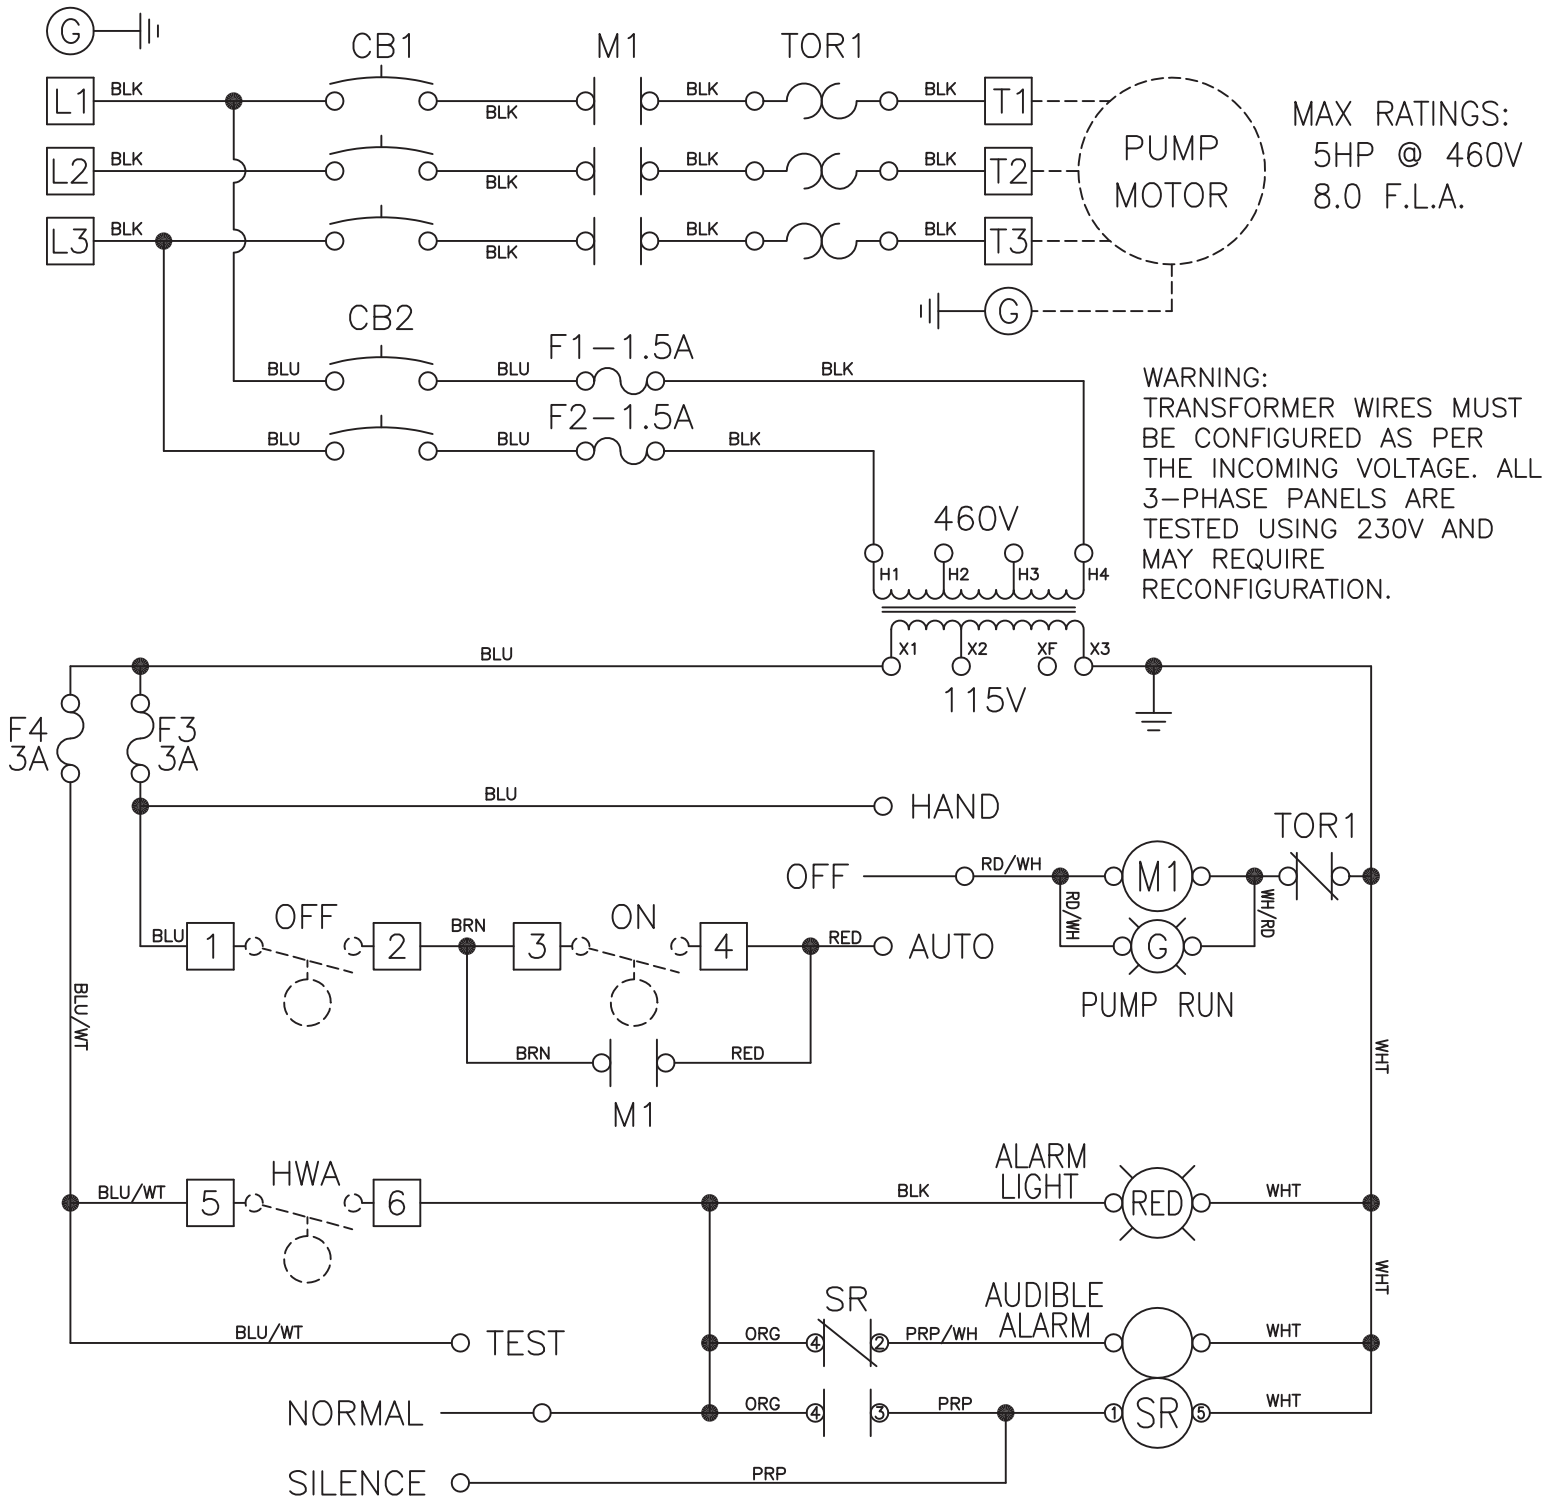 G
CB1 M1 TOR1
L1 BLK BLK BLK BLK T1
L2 BLK BLK BLK BLK T2
L3 BLK BLK BLK BLK T3
PUMP
MOTOR
MAX RATINGS:
5HP @ 460V
8.0 F.L.A.
G
CB2
F1-1.5A
BLU BLU BLK
F2-1.5A
BLU BLU BLK
WARNING:
TRANSFORMER WIRES MUST
BE CONFIGURED AS PER
THE INCOMING VOLTAGE. ALL
3-PHASE PANELS ARE
TESTED USING 230V AND
MAY REQUIRE
RECONFIGURATION.
460V
H1 H2 H3 H4
X1 X2 XF X3
115V
BLU
F4
3A
F3
3A
BLU HAND
TOR1
OFF RD/WH M1
RD/WH G WH/RD
PUMP RUN
OFF ON
BLU 1 2 BRN 3 4 RED AUTO
BLU/WT
BRN RED
M1
WHT
HWA
BLU/WT 5 6 BLK
ALARM
LIGHT
RED WHT
WHT
SR
AUDIBLE
ALARM
BLU/WT TEST
ORG 4 2 PRP/WH WHT
NORMAL ORG 4 3 PRP 1 SR 5 WHT
SILENCE PRP